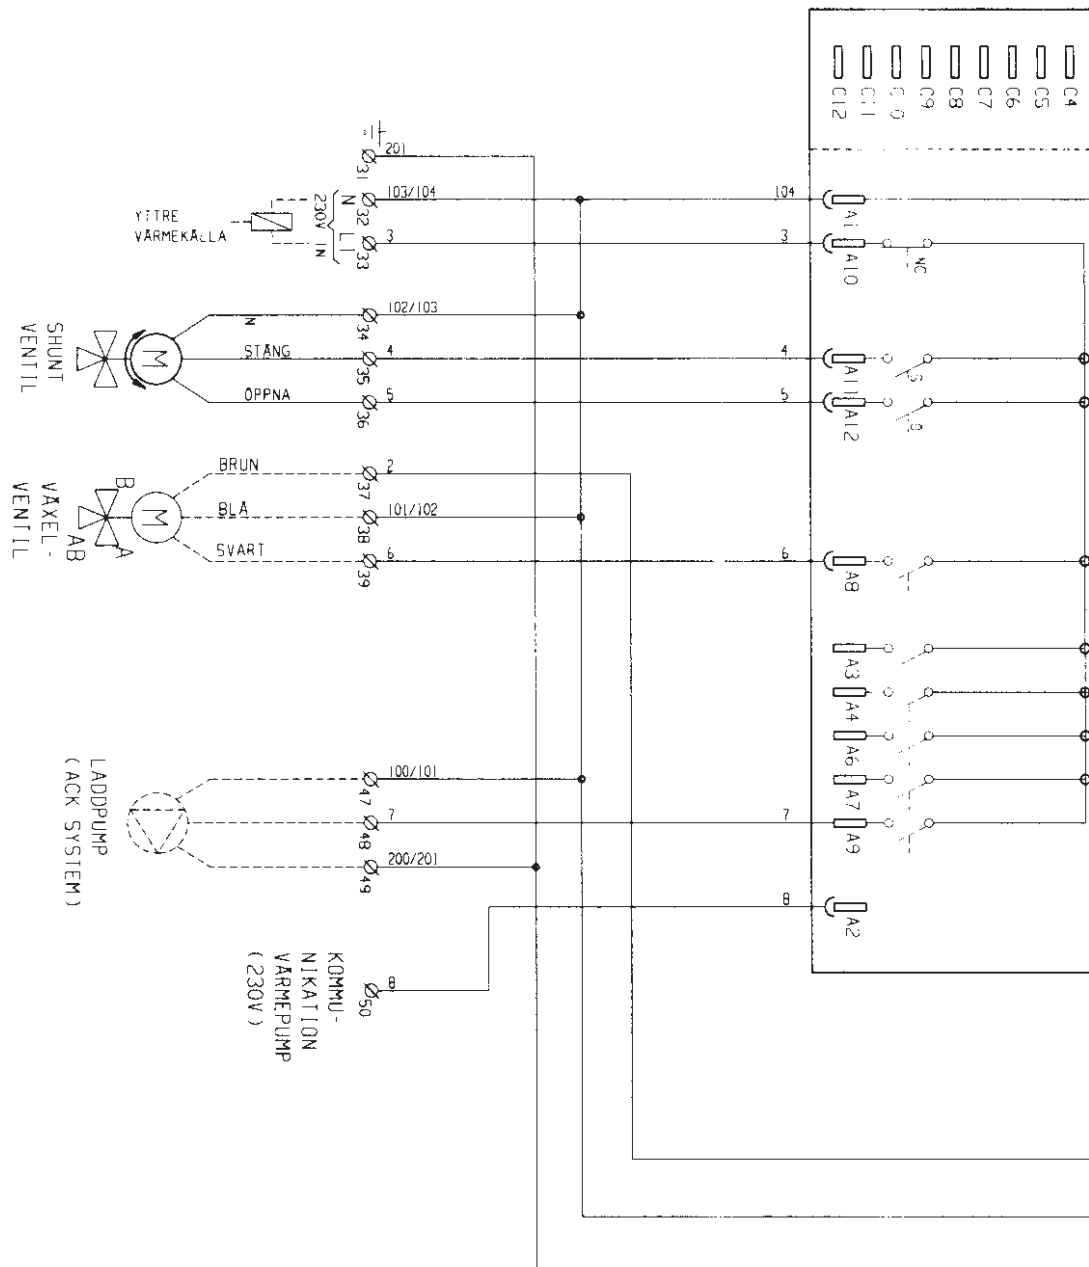 C12
C11
C10
C9
C8
C7
C6
C5
C4
201
31
103/104
N
32
104
A1
YTTRE
VÄRMEKÄLLA
230V IN
L1
3
33
3
A10
NC
102/103
N
34
STÄNG
4
35
4
A11
S
ÖPPNA
5
36
5
A12
Ö
SHUNT
VENTIL
M
BRUN
2
37
BLÅ
101/102
38
SVART
6
39
6
A8
M
B
A
AB
VÄXEL-
VENTIL
A3
A4
A6
A7
100/101
47
7
48
7
A9
200/201
49
LADDPUMP
(ACK SYSTEM)
8
A2
8
50
KOMMU-
NIKATION
VÄRMEPUMP
(230V)